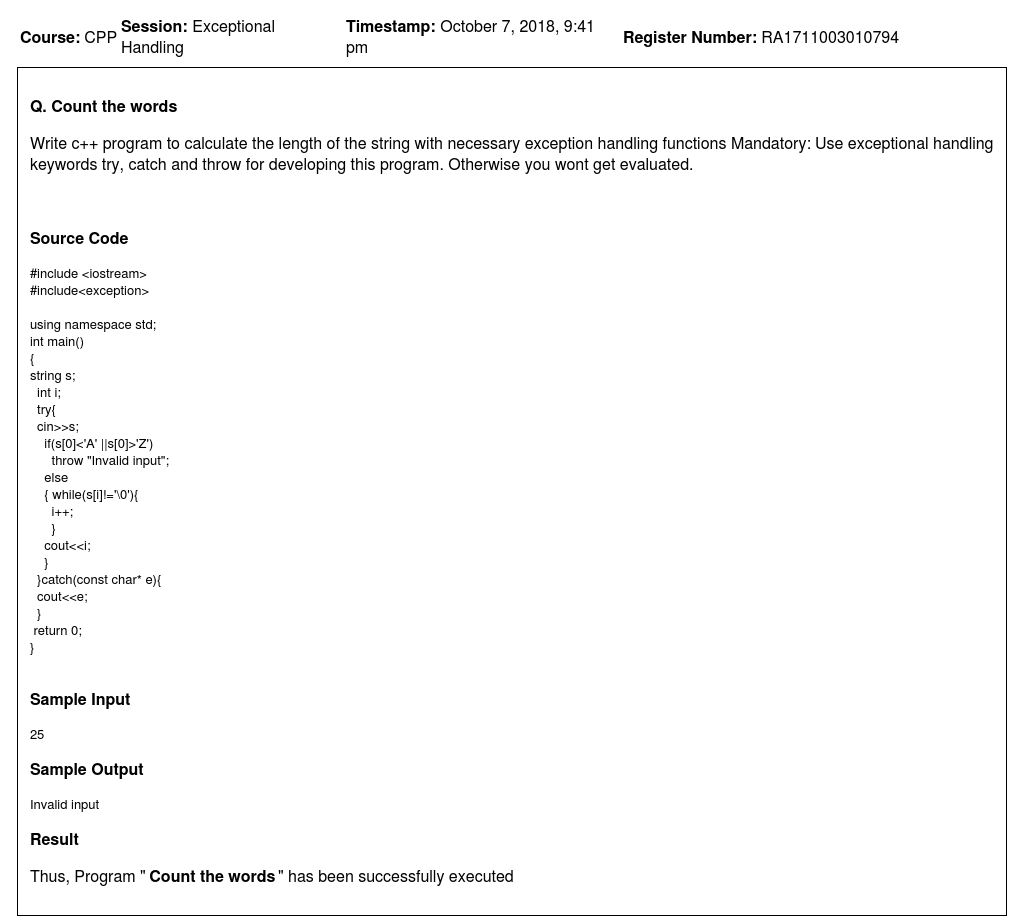 Course: CPP Session: Exceptional Handling Timestamp: October 7, 2018, 9:41 pm Register Number: RA1711003010794
Q. Count the words
Write c++ program to calculate the length of the string with necessary exception handling functions Mandatory: Use exceptional handling
keywords try, catch and throw for developing this program. Otherwise you wont get evaluated.
Source Code
#include <iostream>
#include<exception>
using namespace std;
int main()
{
string s;
int i;
try{
cin>>s;
if(s[0]<'A' ||s[0]>'Z')
throw "Invalid input";
else
{ while(s[i]!='\0'){
i++;
}
cout<<i;
}
}catch(const char* e){
cout<<e;
}
return 0;
}
Sample Input
25
Sample Output
Invalid input
Result
Thus, Program " Count the words " has been successfully executed